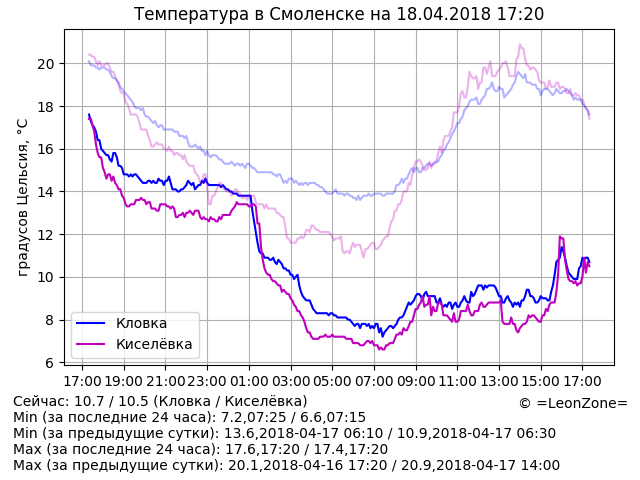 Температура в Смоленске на 18.04.2018 17:20
градусов Цельсия, °C
20
18
16
14
12
10
8
6
Кловка
Киселёвка
17:00 19:00 21:00 23:00 01:00 03:00 05:00 07:00 09:00 11:00 13:00 15:00 17:00
Сейчас: 10.7 / 10.5 (Кловка / Киселёвка)
© =LeonZone=
Min (за последние 24 часа): 7.2,07:25 / 6.6,07:15
Min (за предыдущие сутки): 13.6,2018-04-17 06:10 / 10.9,2018-04-17 06:30
Max (за последние 24 часа): 17.6,17:20 / 17.4,17:20
Max (за предыдущие сутки): 20.1,2018-04-16 17:20 / 20.9,2018-04-17 14:00